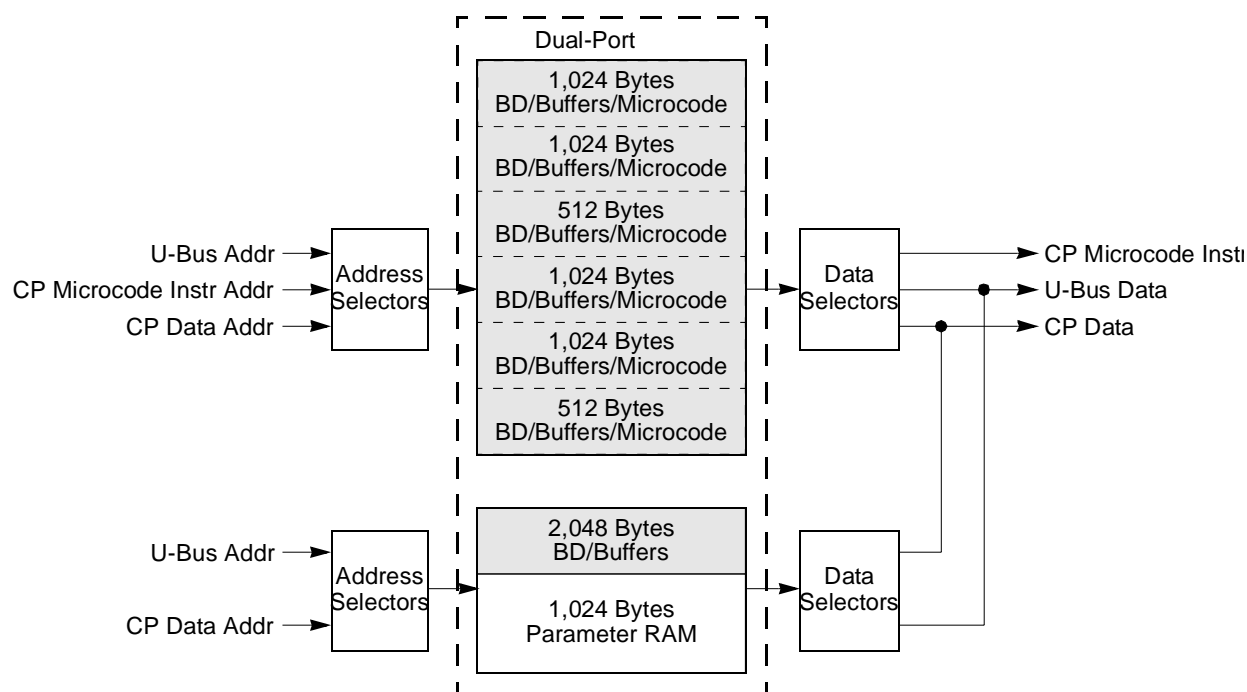 Dual-Port
1,024 Bytes
BD/Buffers/Microcode
1,024 Bytes
BD/Buffers/Microcode
512 Bytes
BD/Buffers/Microcode
1,024 Bytes
BD/Buffers/Microcode
1,024 Bytes
BD/Buffers/Microcode
512 Bytes
BD/Buffers/Microcode
U-Bus Addr
CP Microcode Instr Addr
CP Data Addr
Address
Selectors
Data
Selectors
CP Microcode Instr
U-Bus Data
CP Data
2,048 Bytes
BD/Buffers
1,024 Bytes
Parameter RAM
U-Bus Addr
CP Data Addr
Address
Selectors
Data
Selectors